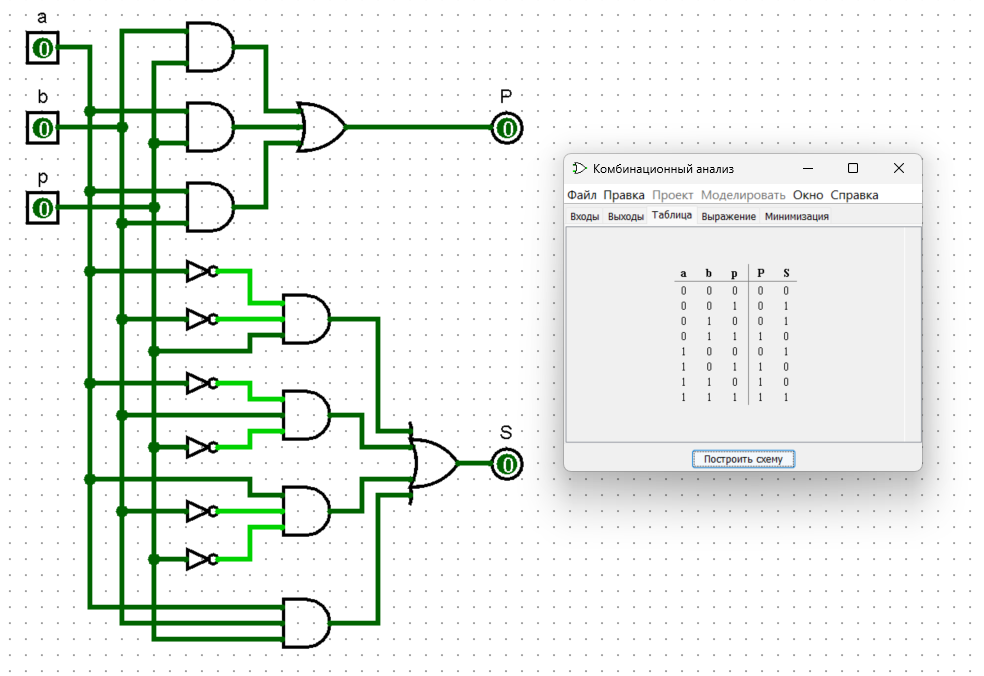 a
0
b
0
p
0
P
0
S
0
Комбинационный анализ
Файл Правка Проект Моделировать Окно Справка
Входы Выходы Таблица Выражение Минимизация
a b p P S
0 0 0 0 0
0 0 1 0 1
0 1 0 0 1
0 1 1 1 0
1 0 0 0 1
1 0 1 1 0
1 1 0 1 0
1 1 1 1 1
Построить схему